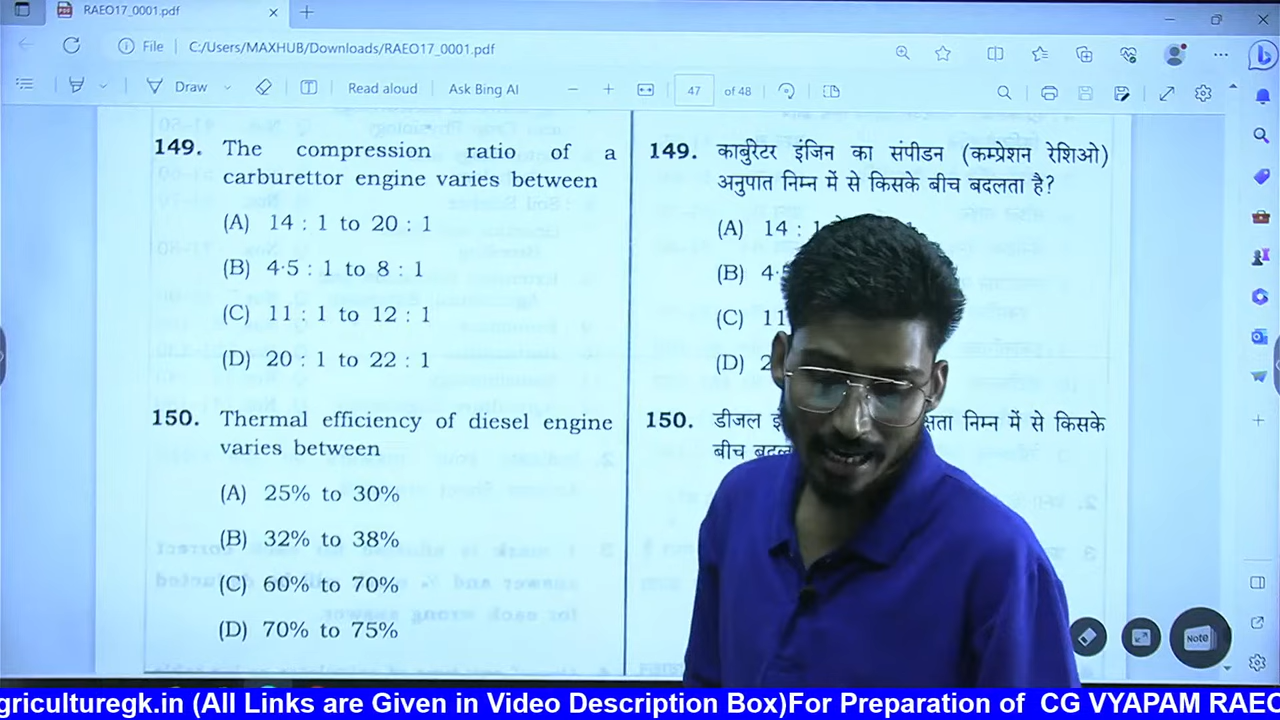 RAEO17_0001.pdf
File
C:/Users/MAXHUB/Downloads/RAEO17_0001.pdf
Draw
Read aloud
Ask Bing AI
47
of 48
149. The compression ratio of a
carburettor engine varies between
(A) 14 : 1 to 20 : 1
(B) 4·5 : 1 to 8 : 1
(C) 11 : 1 to 12 : 1
(D) 20 : 1 to 22 : 1
150. Thermal efficiency of diesel engine
varies between
(A) 25% to 30%
(B) 32% to 38%
(C) 60% to 70%
(D) 70% to 75%
149. कार्बुरेटर इंजिन का संपीडन (कम्प्रेशन रेशिओ)
अनुपात निम्न में से किसके बीच बदलता है?
(A) 14 :
(B)
(C) 11
(D)
150. डीजल निम्न में से किसके
बीच
Note
griculturegk.in (All Links are Given in Video Description Box)For Preparation of CG VYAPAM RAEO